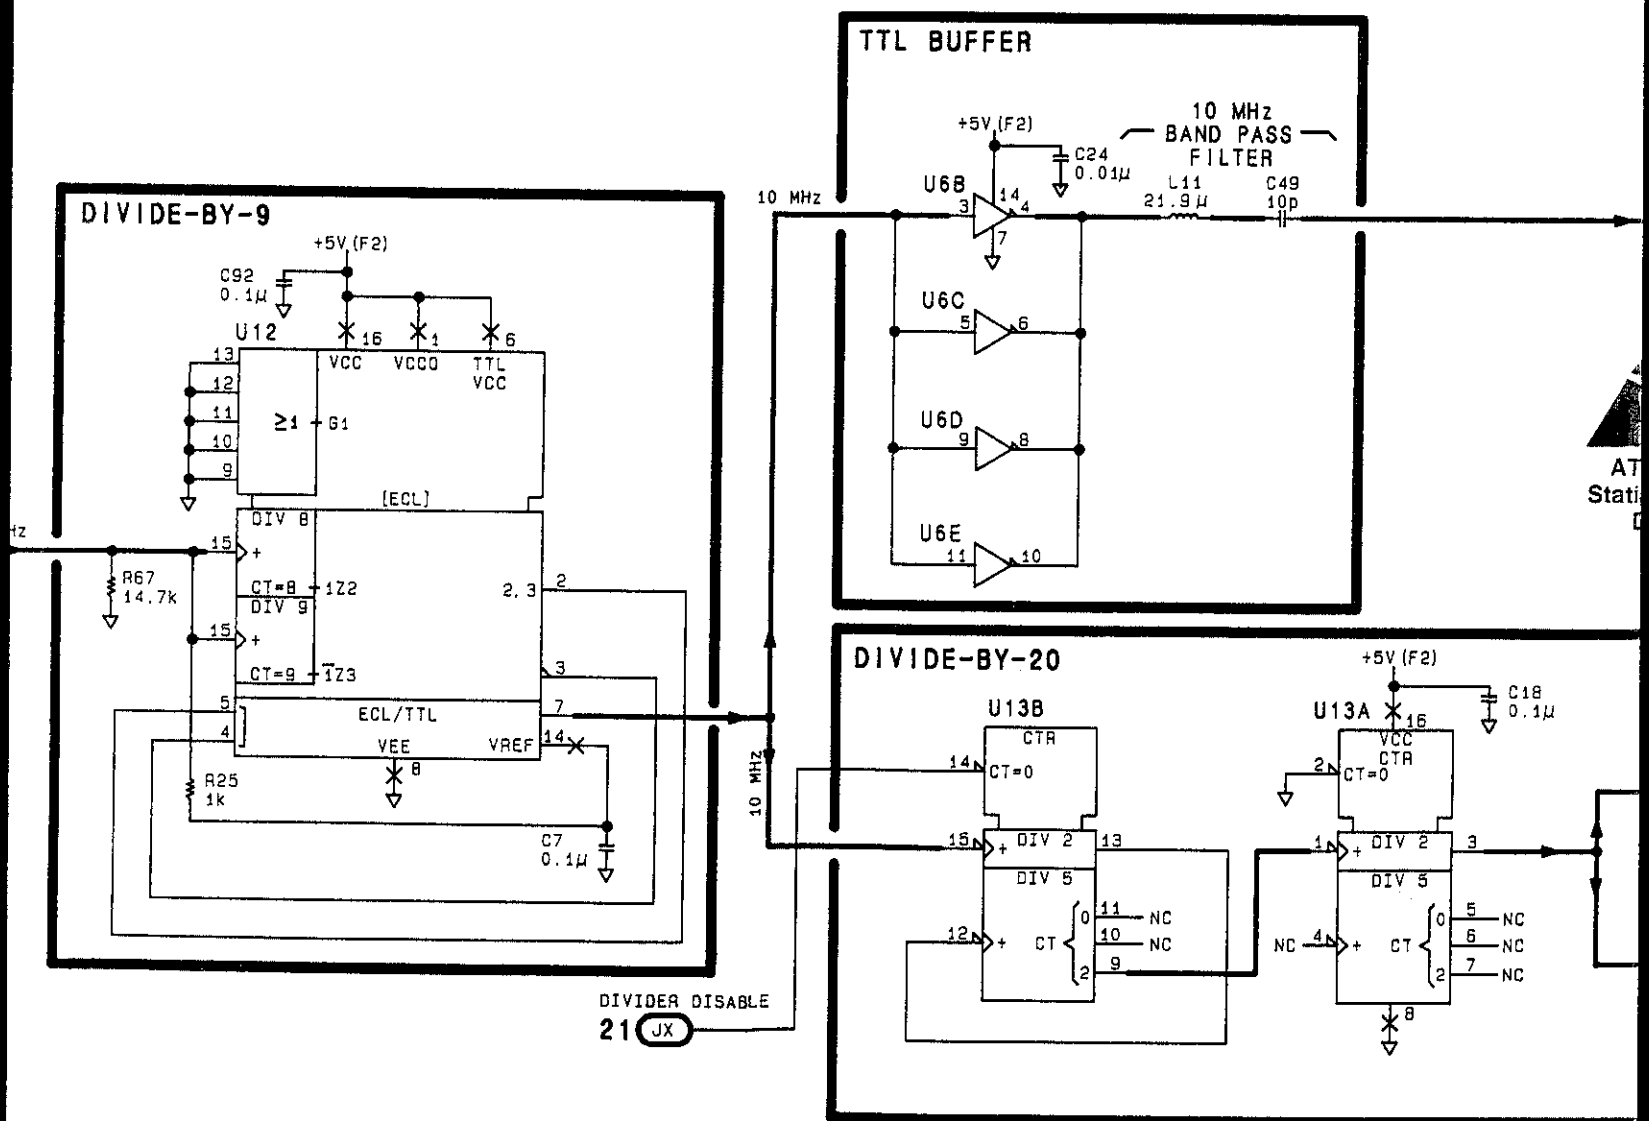 TTL BUFFER
10 MHz
BAND PASS
FILTER
+5V (F2)
C24
0.01µ
U6B
L11
21.9µ
C49
10p
10 MHz
3
14
4
7
U6C
5
6
U6D
9
8
U6E
11
10
DIVIDE-BY-9
+5V (F2)
C92
0.1µ
U12
16
1
6
VCC
VCCO
TTL
VCC
13
12
11
10
9
≥1
G1
[ECL]
DIV 8
15
+
CT=8
1Z2
DIV 9
15
+
CT=9
1Z3
2,3
2
3
Hz
R67
14.7k
5
4
ECL/TTL
7
VEE
VREF
14
8
R25
1k
C7
0.1µ
10 MHz
DIVIDER DISABLE
21 JX
DIVIDE-BY-20
U13B
CTR
14
CT=0
15
+
DIV 2
13
DIV 5
12
+
CT
0
2
11
NC
10
NC
9
+5V (F2)
C18
0.1µ
U13A
16
VCC
CTR
2
CT=0
1
+
DIV 2
3
DIV 5
NC
4
+
CT
0
2
5
NC
6
NC
7
NC
8
AT
Stati